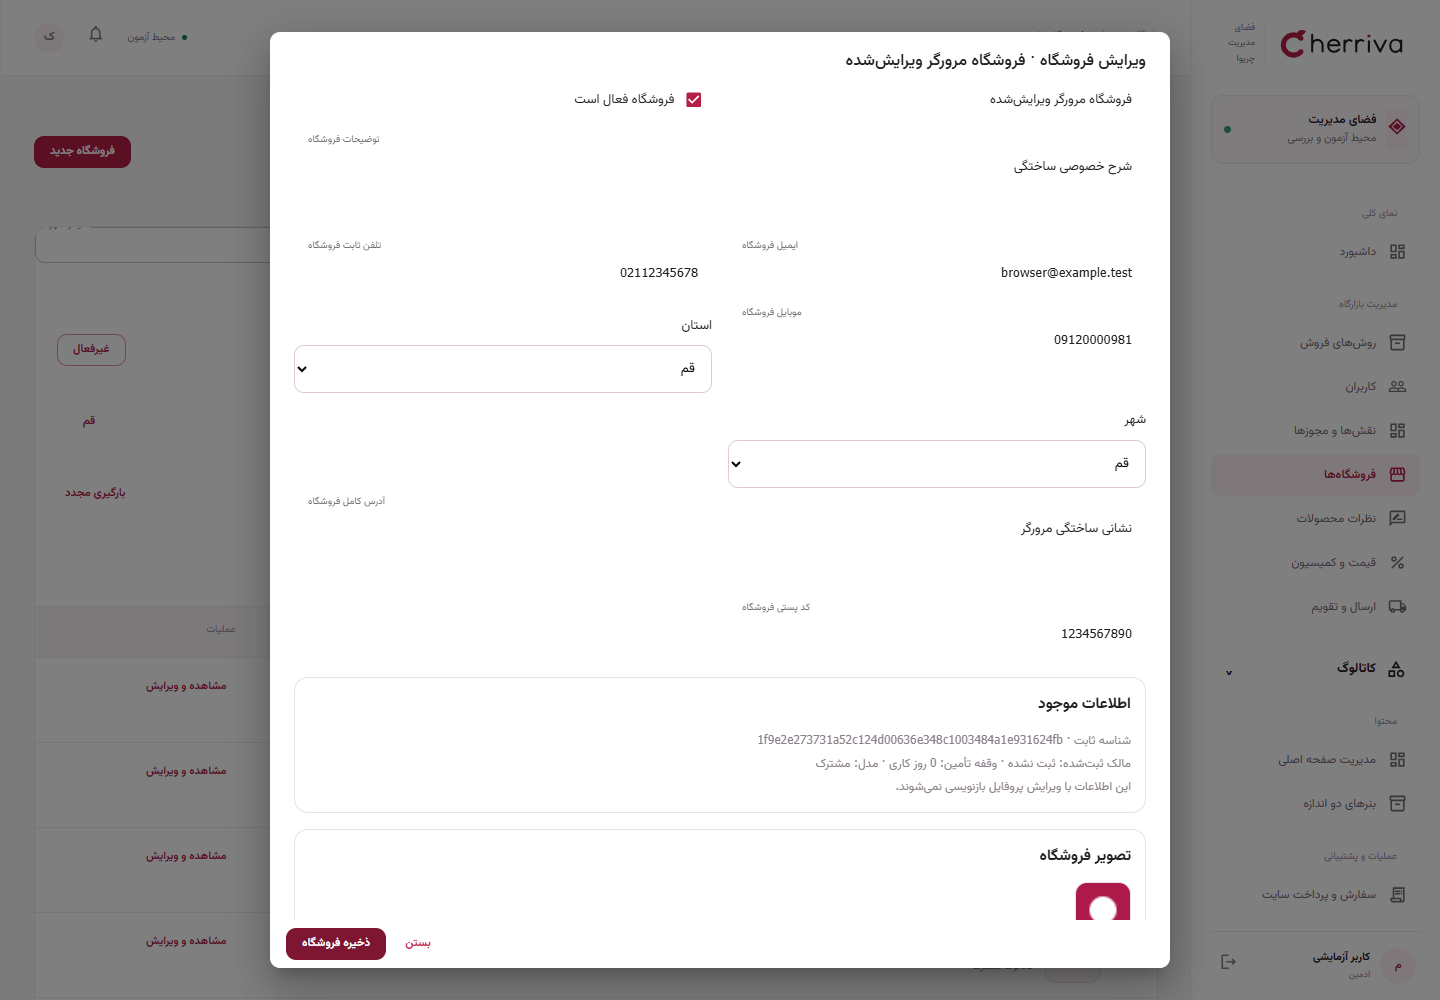 Cherriva
فضای
مدیریت
چریوا
محیط آزمون
ک
فضای مدیریت
محیط آزمون و بررسی
نمای کلی
داشبورد
مدیریت بازارگاه
روش‌های فروش
کاربران
نقش‌ها و مجوزها
فروشگاه‌ها
نظرات محصولات
قیمت و کمیسیون
ارسال و تقویم
کاتالوگ
محتوا
مدیریت صفحه اصلی
بنرهای دو اندازه
عملیات و پشتیبانی
سفارش و پرداخت سایت
م
کاربر آزمایشی
ادمین
فروشگاه جدید
غیرفعال
قم
بارگیری مجدد
عملیات
مشاهده و ویرایش
مشاهده و ویرایش
مشاهده و ویرایش
مشاهده و ویرایش
ویرایش فروشگاه · فروشگاه مرورگر ویرایش‌شده
فروشگاه مرورگر ویرایش‌شده
فروشگاه فعال است
توضیحات فروشگاه
شرح خصوصی ساختگی
ایمیل فروشگاه
browser@example.test
تلفن ثابت فروشگاه
02112345678
موبایل فروشگاه
09120000981
استان
قم
شهر
قم
آدرس کامل فروشگاه
نشانی ساختگی مرورگر
کد پستی فروشگاه
1234567890
اطلاعات موجود
شناسه ثابت · 1f9e2e273731a52c124d00636e348c1003484a1e931624fb
مالک ثبت‌شده: ثبت نشده · وقفه تأمین: 0 روز کاری · مدل: مشترک
این اطلاعات با ویرایش پروفایل بازنویسی نمی‌شوند.
تصویر فروشگاه
بستن
ذخیره فروشگاه